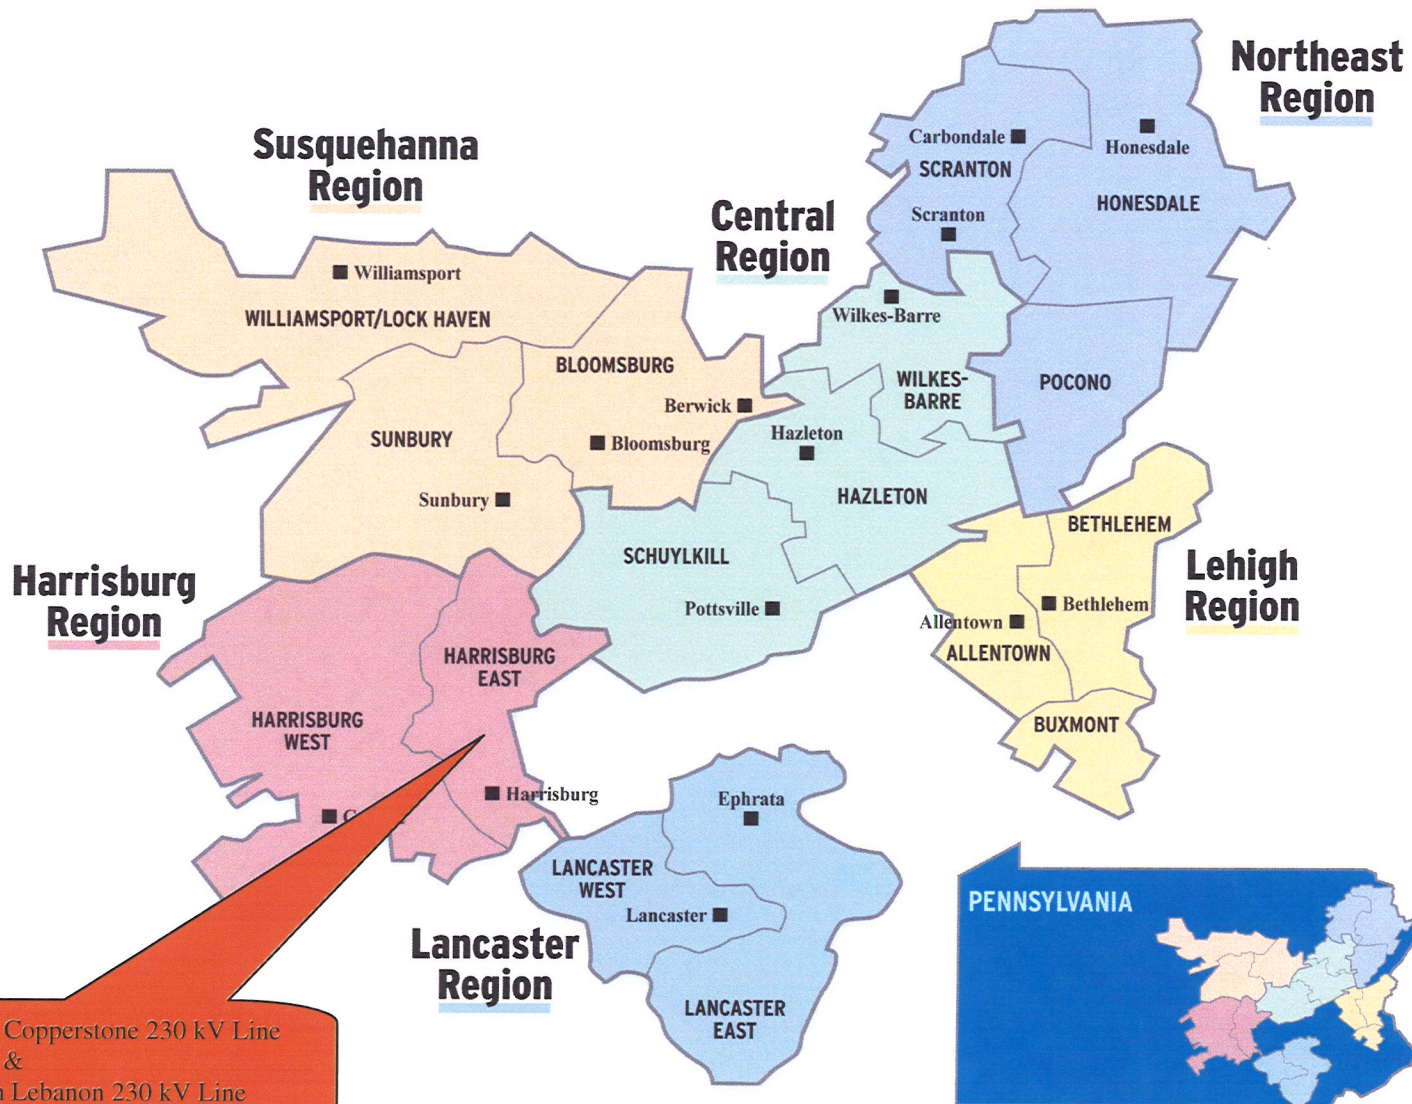 Northeast
Region
Susquehanna
Region
Central
Region
Carbondale
Honesdale
SCRANTON
HONESDALE
Scranton
Williamsport
WILLIAMSPORT/LOCK HAVEN
Wilkes-Barre
BLOOMSBURG
WILKES-
BARRE
POCONO
Berwick
SUNBURY
Bloomsburg
Hazleton
Sunbury
HAZLETON
BETHLEHEM
SCHUYLKILL
Harrisburg
Region
Lehigh
Region
Pottsville
Bethlehem
Allentown
ALLENTOWN
HARRISBURG
EAST
HARRISBURG
WEST
BUXMONT
Harrisburg
Ephrata
LANCASTER
WEST
Lancaster
Lancaster
Region
LANCASTER
EAST
PENNSYLVANIA
Copperstone 230 kV Line
&
Lebanon 230 kV Line